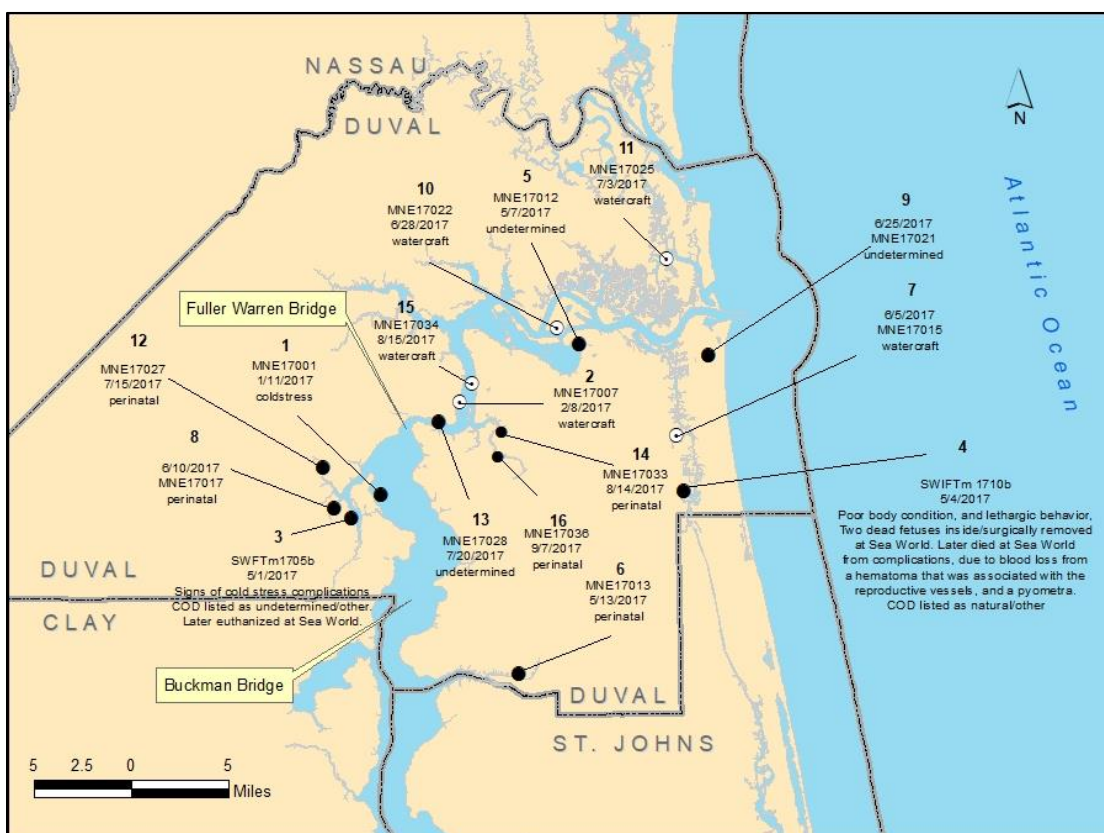 NASSAU
DUVAL
11
MNE17025
7/3/2017
watercraft
5
MNE17012
5/7/2017
undetermined
10
MNE17022
6/28/2017
watercraft
N
Atlantic Ocean
9
6/25/2017
MNE17021
undetermined
7
6/5/2017
MNE17015
watercraft
Fuller Warren Bridge
15
MNE17034
8/15/2017
watercraft
12
MNE17027
7/15/2017
perinatal
1
MNE17001
1/11/2017
coldstress
2
MNE17007
2/8/2017
watercraft
8
6/10/2017
MNE17017
perinatal
14
MNE17033
8/14/2017
perinatal
4
SWIFTm 1710b
5/4/2017
Poor body condition, and lethargic behavior,
Two dead fetuses inside/surgically removed
at Sea World. Later died at Sea World
from complications, due to blood loss from
a hematoma that was associated with the
reproductive vessels, and a pyometra.
COD listed as natural/other
3
SWFTm1705b
5/1/2017
Signs of cold stress complications
COD listed as undetermined/other.
Later euthanized at Sea World.
13
MNE17028
7/20/2017
undetermined
16
MNE17036
9/7/2017
perinatal
6
MNE17013
5/13/2017
perinatal
DUVAL
CLAY
Buckman Bridge
DUVAL
ST. JOHNS
5 2.5 0 5
Miles